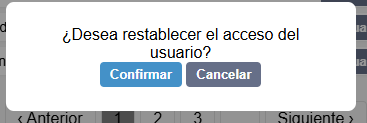 ¿Desea restablecer el acceso del
usuario?
Confirmar Cancelar
‹ Anterior 1 2 3 Siguiente ›